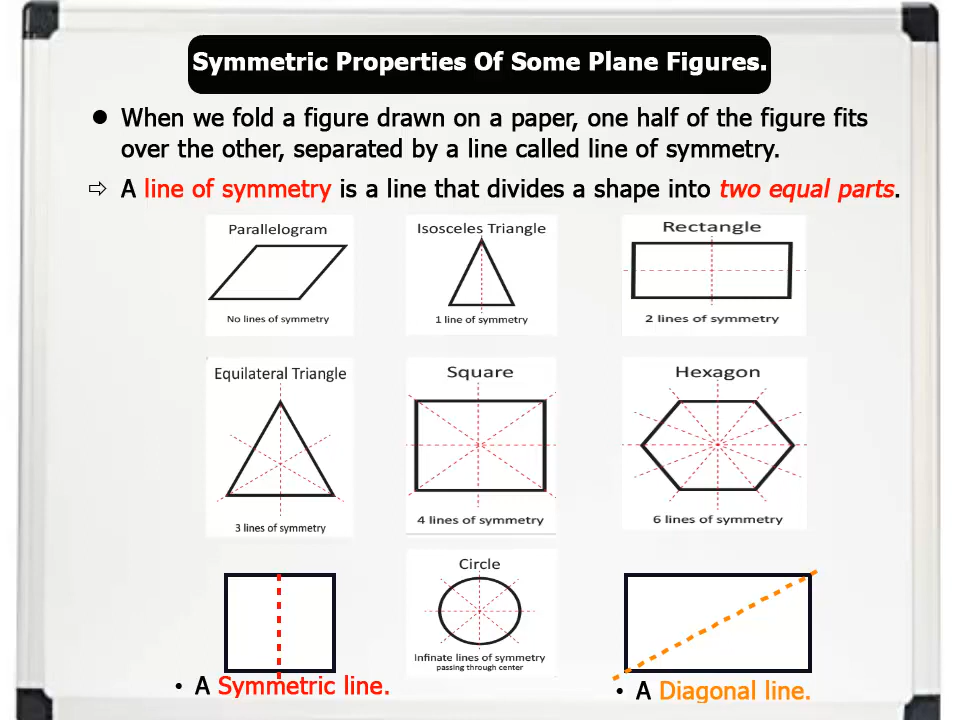 Symmetric Properties Of Some Plane Figures.
● When we fold a figure drawn on a paper, one half of the figure fits
over the other, separated by a line called line of symmetry.
⇨ A line of symmetry is a line that divides a shape into two equal parts.
Parallelogram
No lines of symmetry
Isosceles Triangle
1 line of symmetry
Rectangle
2 lines of symmetry
Equilateral Triangle
3 lines of symmetry
Square
4 lines of symmetry
Hexagon
6 lines of symmetry
• A Symmetric line.
Circle
Infinate lines of symmetry
passing through center
• A Diagonal line.